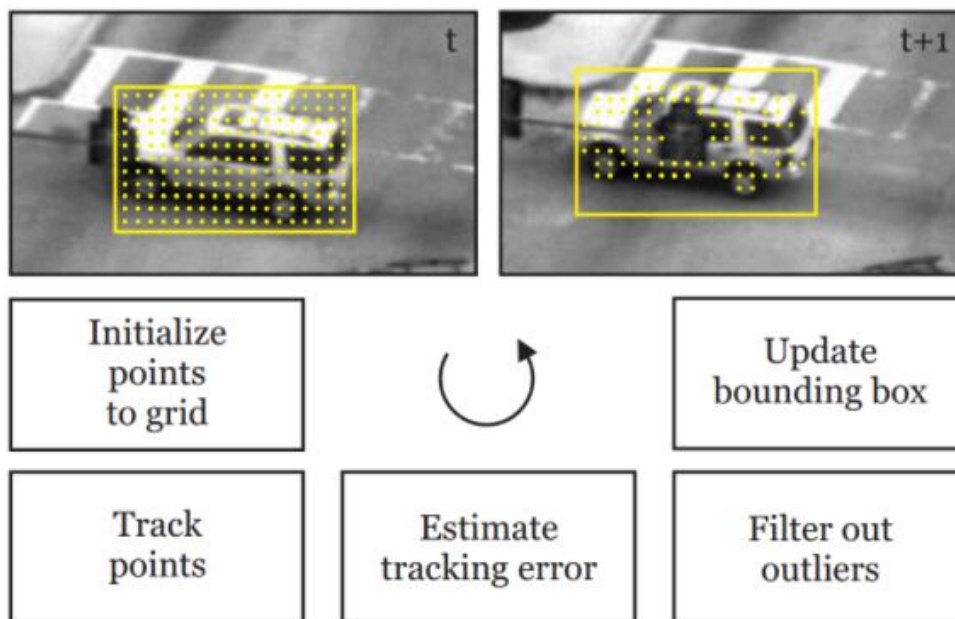 t
t+1
Initialize
points
to grid
Update
bounding box
Track
points
Estimate
tracking error
Filter out
outliers